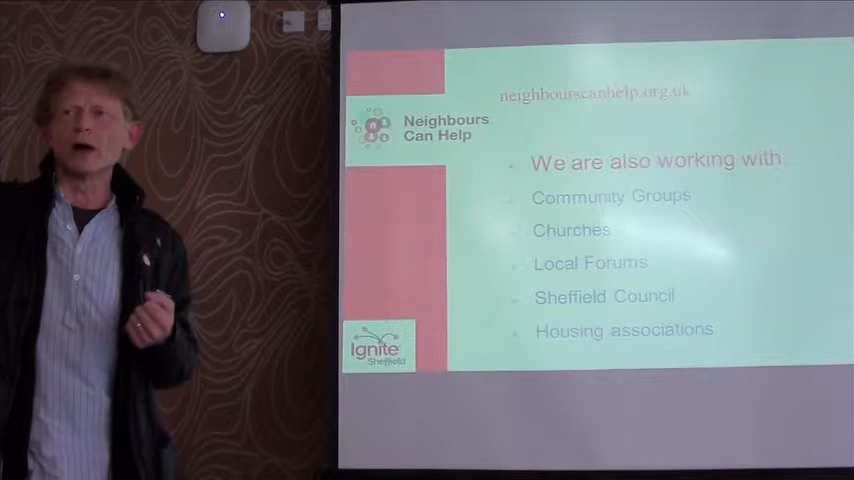 neighbourscanhelp.org.uk
Neighbours
Can Help
We are also working with
Community Groups
Churches
Local Forums
Sheffield Council
Housing associations
Ignite
Sheffield